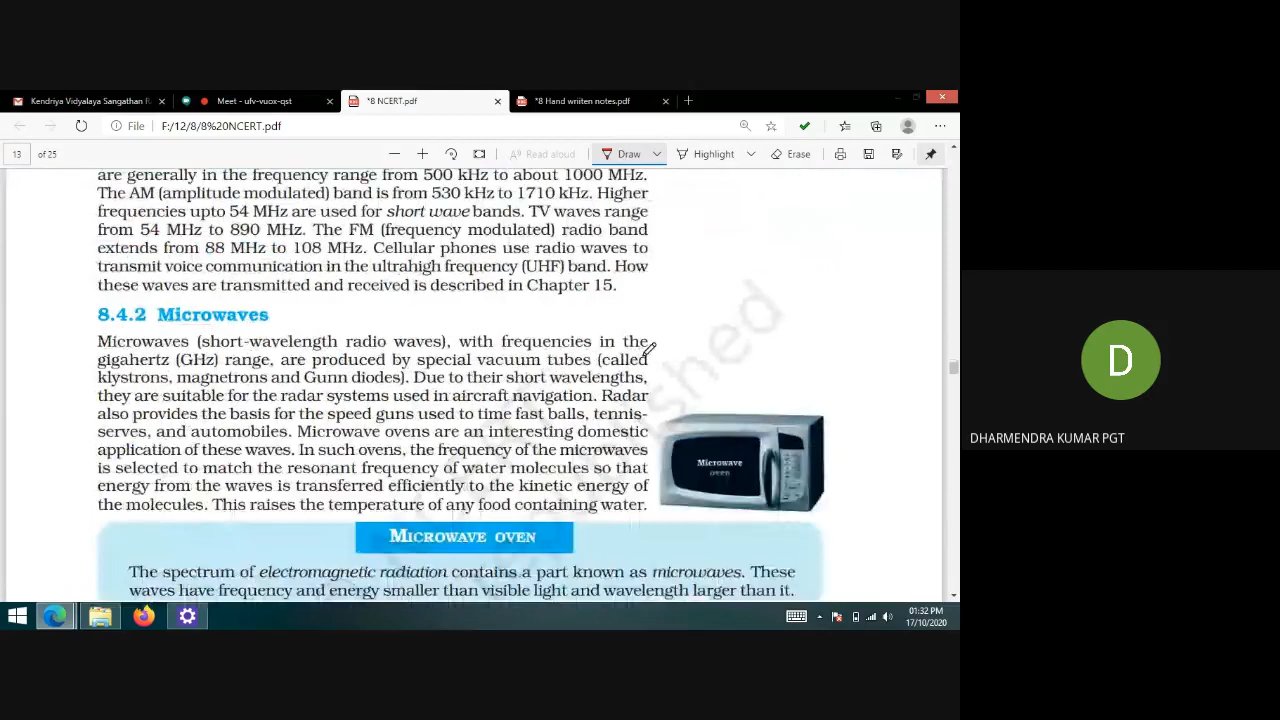 Kendriya Vidyalaya Sangathan R
Meet - ufv-vuox-qst
*8 NCERT.pdf
*8 Hand wriiten notes.pdf
File
F:/12/8/8%20NCERT.pdf
13 of 25
Read aloud
Draw
Highlight
Erase
are generally in the frequency range from 500 kHz to about 1000 MHz.
The AM (amplitude modulated) band is from 530 kHz to 1710 kHz. Higher
frequencies upto 54 MHz are used for short wave bands. TV waves range
from 54 MHz to 890 MHz. The FM (frequency modulated) radio band
extends from 88 MHz to 108 MHz. Cellular phones use radio waves to
transmit voice communication in the ultrahigh frequency (UHF) band. How
these waves are transmitted and received is described in Chapter 15.
8.4.2 Microwaves
Microwaves (short-wavelength radio waves), with frequencies in the
gigahertz (GHz) range, are produced by special vacuum tubes (called
klystrons, magnetrons and Gunn diodes). Due to their short wavelengths,
they are suitable for the radar systems used in aircraft navigation. Radar
also provides the basis for the speed guns used to time fast balls, tennis-
serves, and automobiles. Microwave ovens are an interesting domestic
application of these waves. In such ovens, the frequency of the microwaves
is selected to match the resonant frequency of water molecules so that
energy from the waves is transferred efficiently to the kinetic energy of
the molecules. This raises the temperature of any food containing water.
Microwave
oven
MICROWAVE OVEN
The spectrum of electromagnetic radiation contains a part known as microwaves. These
waves have frequency and energy smaller than visible light and wavelength larger than it.
01:32 PM
17/10/2020
D
DHARMENDRA KUMAR PGT